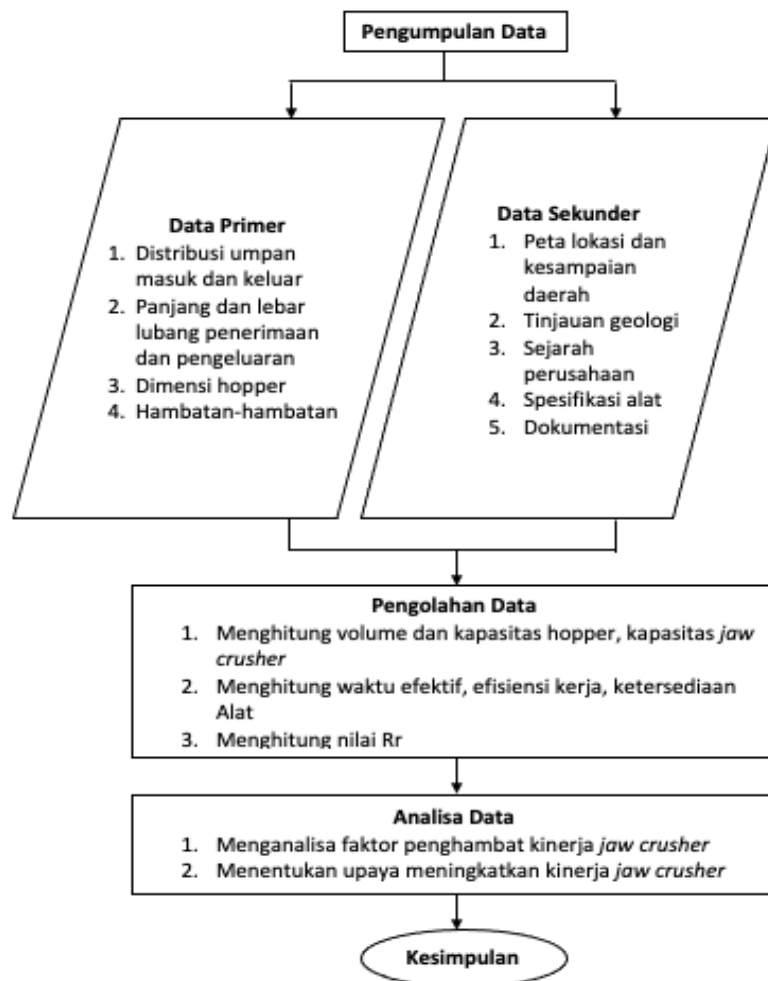 Pengumpulan Data
Data Primer
1. Distribusi umpan
masuk dan keluar
2. Panjang dan lebar
lubang penerimaan
dan pengeluaran
3. Dimensi hopper
4. Hambatan-hambatan
Data Sekunder
1. Peta lokasi dan
kesampaian
daerah
2. Tinjauan geologi
3. Sejarah
perusahaan
4. Spesifikasi alat
5. Dokumentasi
Pengolahan Data
1. Menghitung volume dan kapasitas hopper, kapasitas jaw
crusher
2. Menghitung waktu efektif, efisiensi kerja, ketersediaan
Alat
3. Menghitung nilai Rr
Analisa Data
1. Menganalisa faktor penghambat kinerja jaw crusher
2. Menentukan upaya meningkatkan kinerja jaw crusher
Kesimpulan